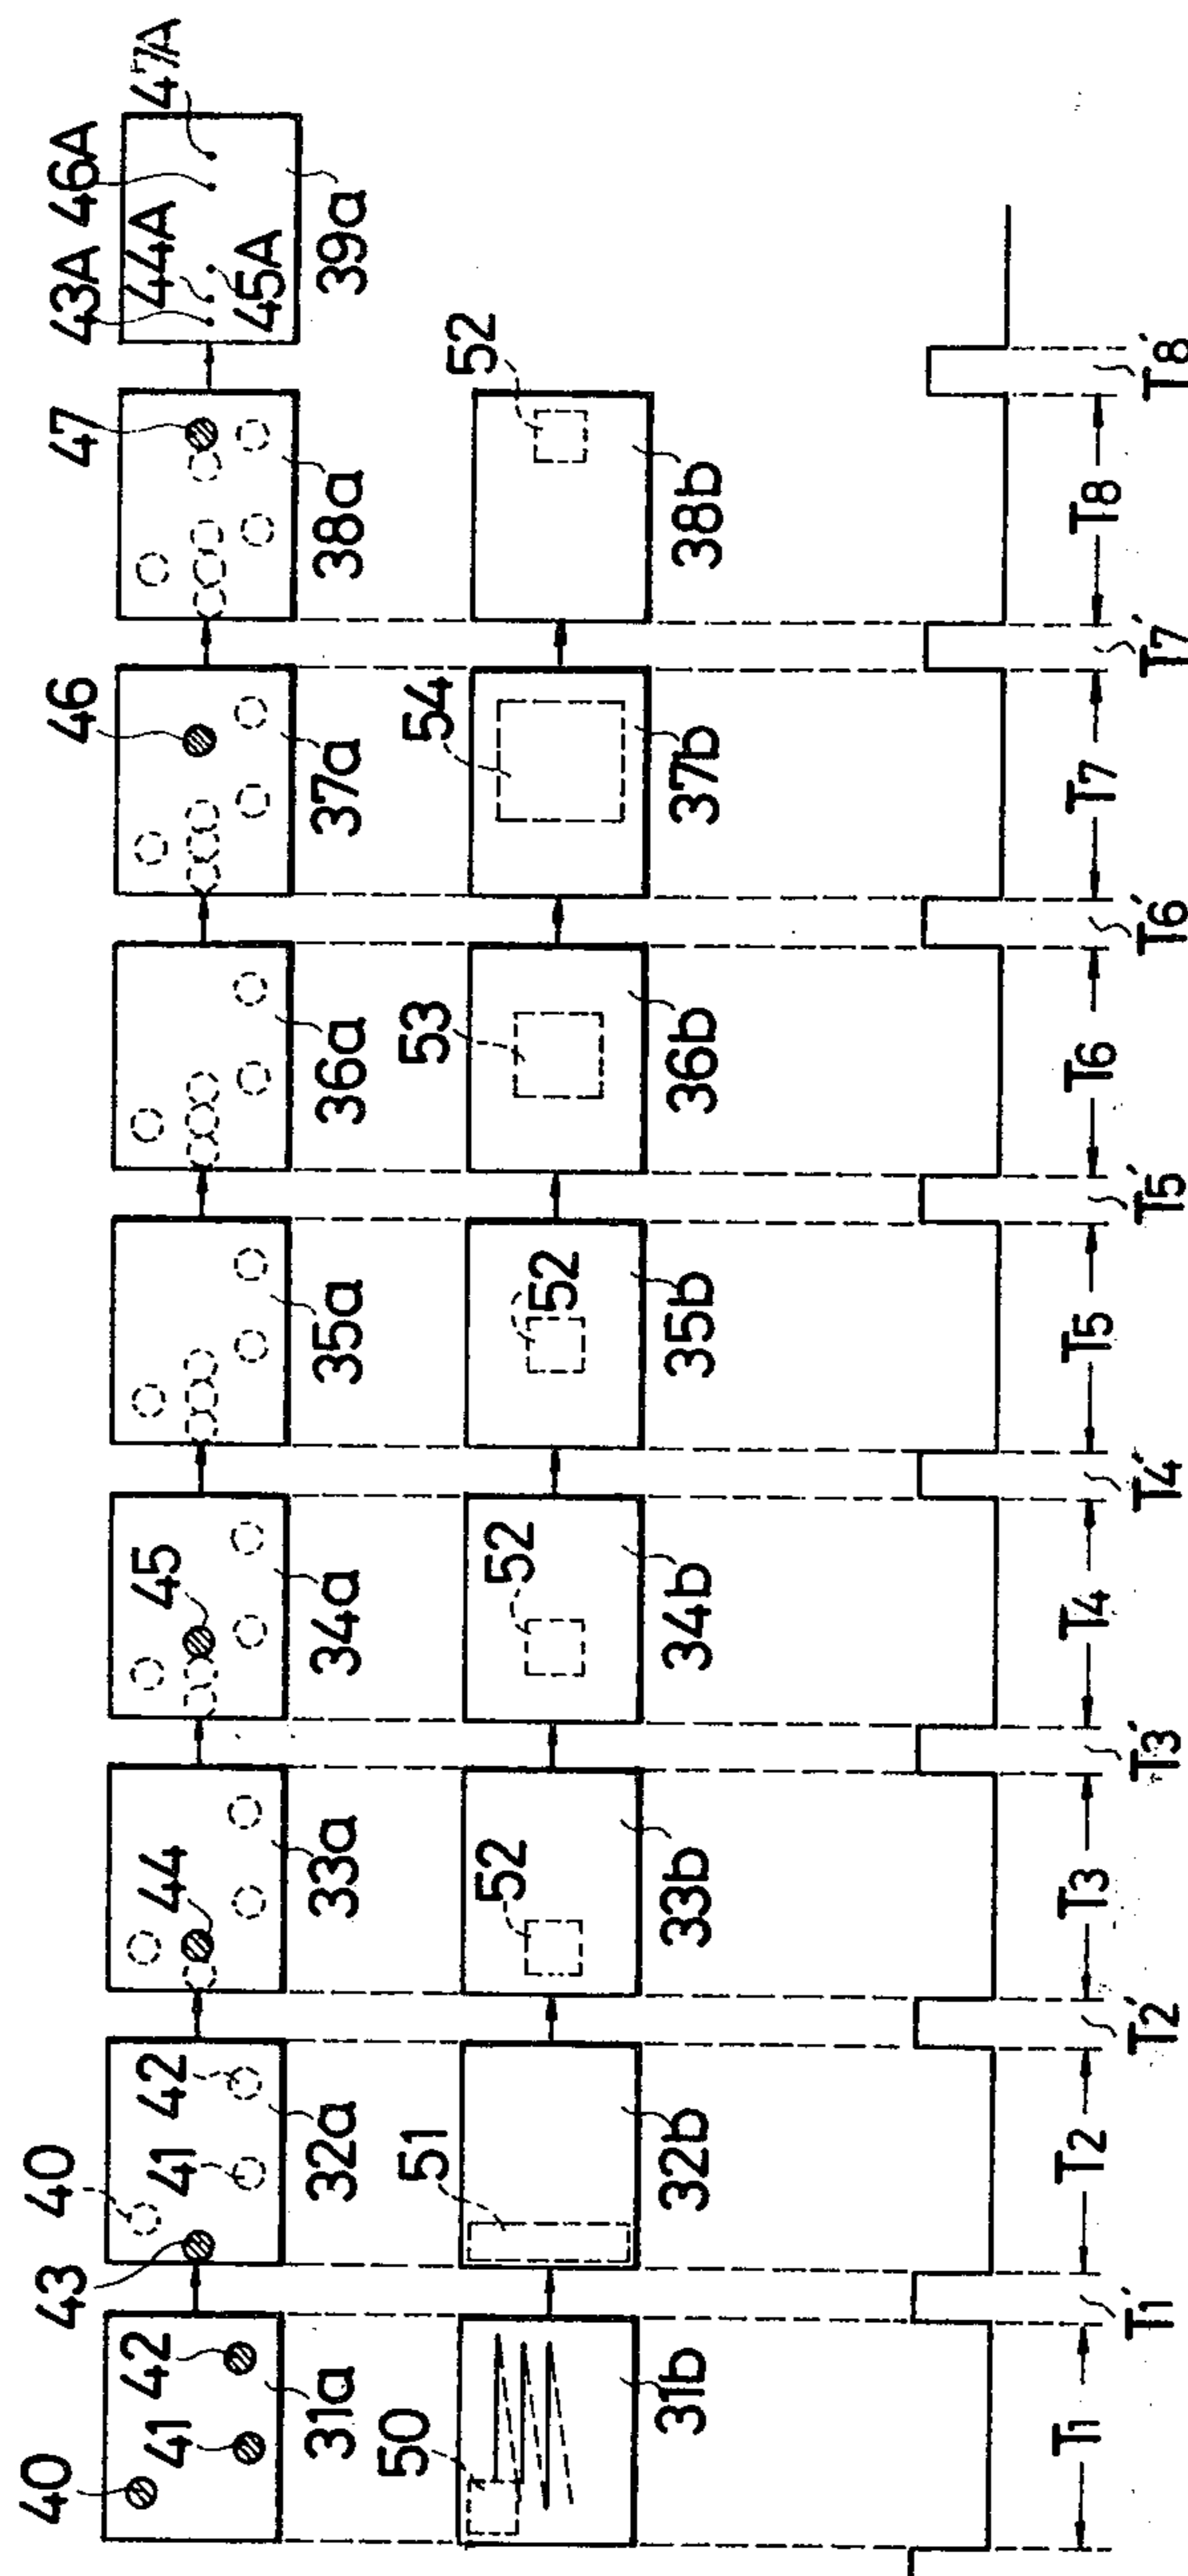 40 41 42
31a
43 40 41 42
32a
44
33a
45
34a
35a
36a
46
37a
47
38a
43A 44A 45A 46A 47A
39a
50
31b
51
32b
52
33b
52
34b
52
35b
53
36b
54
37b
52
38b
T1 T1' T2 T2' T3 T3' T4 T4' T5 T5' T6 T6' T7 T7' T8 T8'